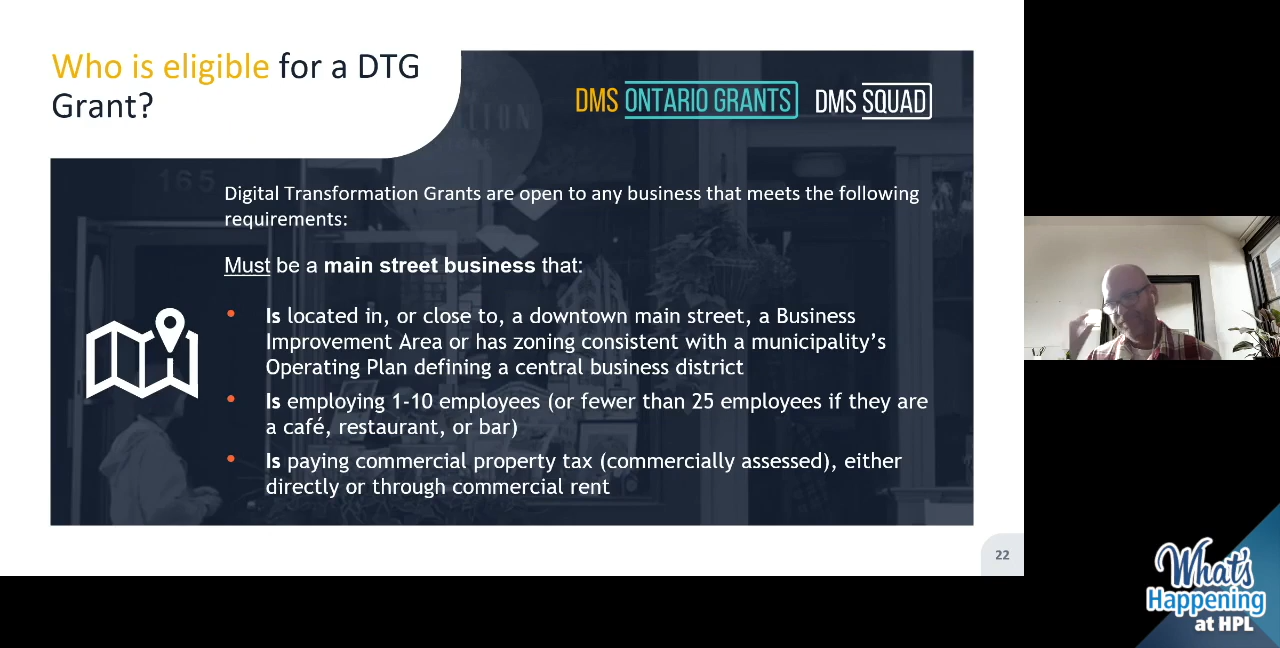 Who is eligible for a DTG
Grant?
DMS ONTARIO GRANTS DMS SQUAD
165
Digital Transformation Grants are open to any business that meets the following
requirements:
Must be a main street business that:
• Is located in, or close to, a downtown main street, a Business
Improvement Area or has zoning consistent with a municipality’s
Operating Plan defining a central business district
• Is employing 1-10 employees (or fewer than 25 employees if they are
a café, restaurant, or bar)
• Is paying commercial property tax (commercially assessed), either
directly or through commercial rent
22
What's
Happening
at HPL